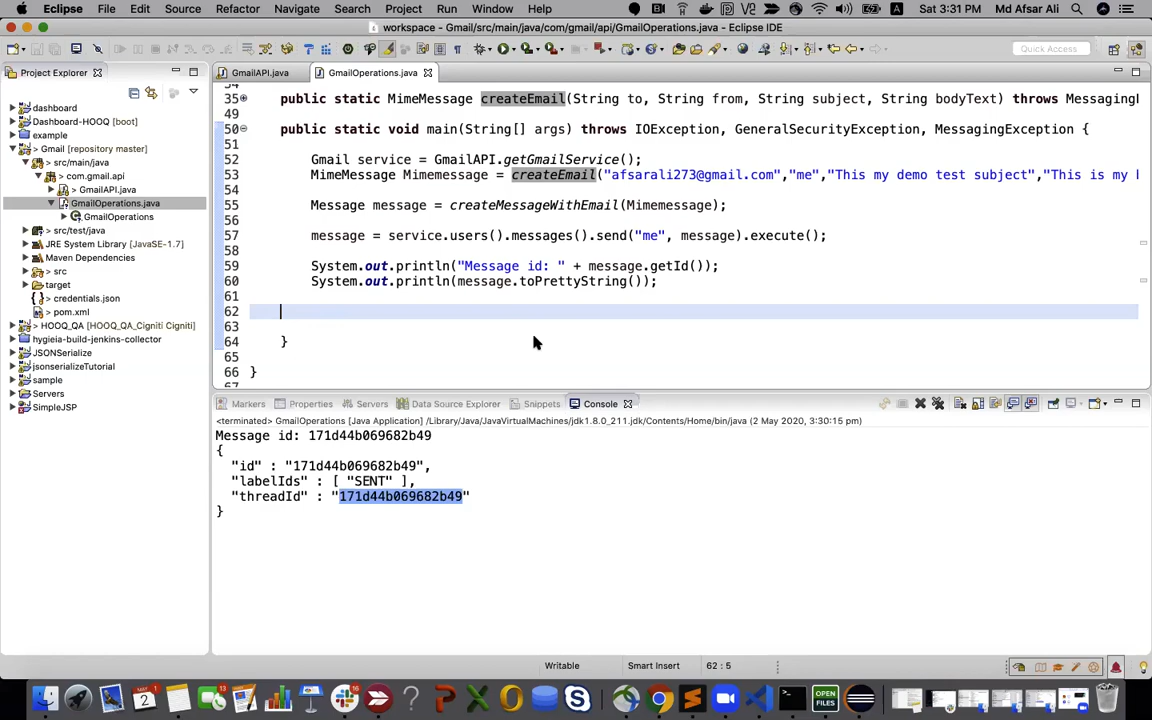 Eclipse File Edit Source Refactor Navigate Search Project Run Window Help Sat 3:31 PM Md Afsar Ali
workspace - Gmail/src/main/java/com/gmail/api/GmailOperations.java - Eclipse IDE
Quick Access
Project Explorer
dashboard
Dashboard-HOOQ [boot]
example
> Gmail [repository master]
> src/main/java
> com.gmail.api
> GmailAPI.java
> GmailOperations.java
GmailOperations
> src/test/java
JRE System Library [JavaSE-1.7]
Maven Dependencies
> src
> target
credentials.json
pom.xml
> HOOQ_QA [HOOQ_QA_Cigniti Cigniti]
hygieia-build-jenkins-collector
JSONSerialize
jsonserializeTutorial
sample
Servers
SimpleJSP
GmailAPI.java GmailOperations.java
34
35 public static MimeMessage createEmail(String to, String from, String subject, String bodyText) throws Messaging
49
50 public static void main(String[] args) throws IOException, GeneralSecurityException, MessagingException {
51
52 Gmail service = GmailAPI.getGmailService();
53 MimeMessage Mimemessage = createEmail("afsarali273@gmail.com","me","This my demo test subject","This is my
54
55 Message message = createMessageWithEmail(Mimemessage);
56
57 message = service.users().messages().send("me", message).execute();
58
59 System.out.println("Message id: " + message.getId());
60 System.out.println(message.toPrettyString());
61
62
63
64 }
65
66 }
67
Markers Properties Servers Data Source Explorer Snippets Console
<terminated> GmailOperations [Java Application] /Library/Java/JavaVirtualMachines/jdk1.8.0_211.jdk/Contents/Home/bin/java (2 May 2020, 3:30:15 pm)
Message id: 171d44b069682b49
{
"id" : "171d44b069682b49",
"labelIds" : [ "SENT" ],
"threadId" : "171d44b069682b49"
}
Writable Smart Insert 62 : 5